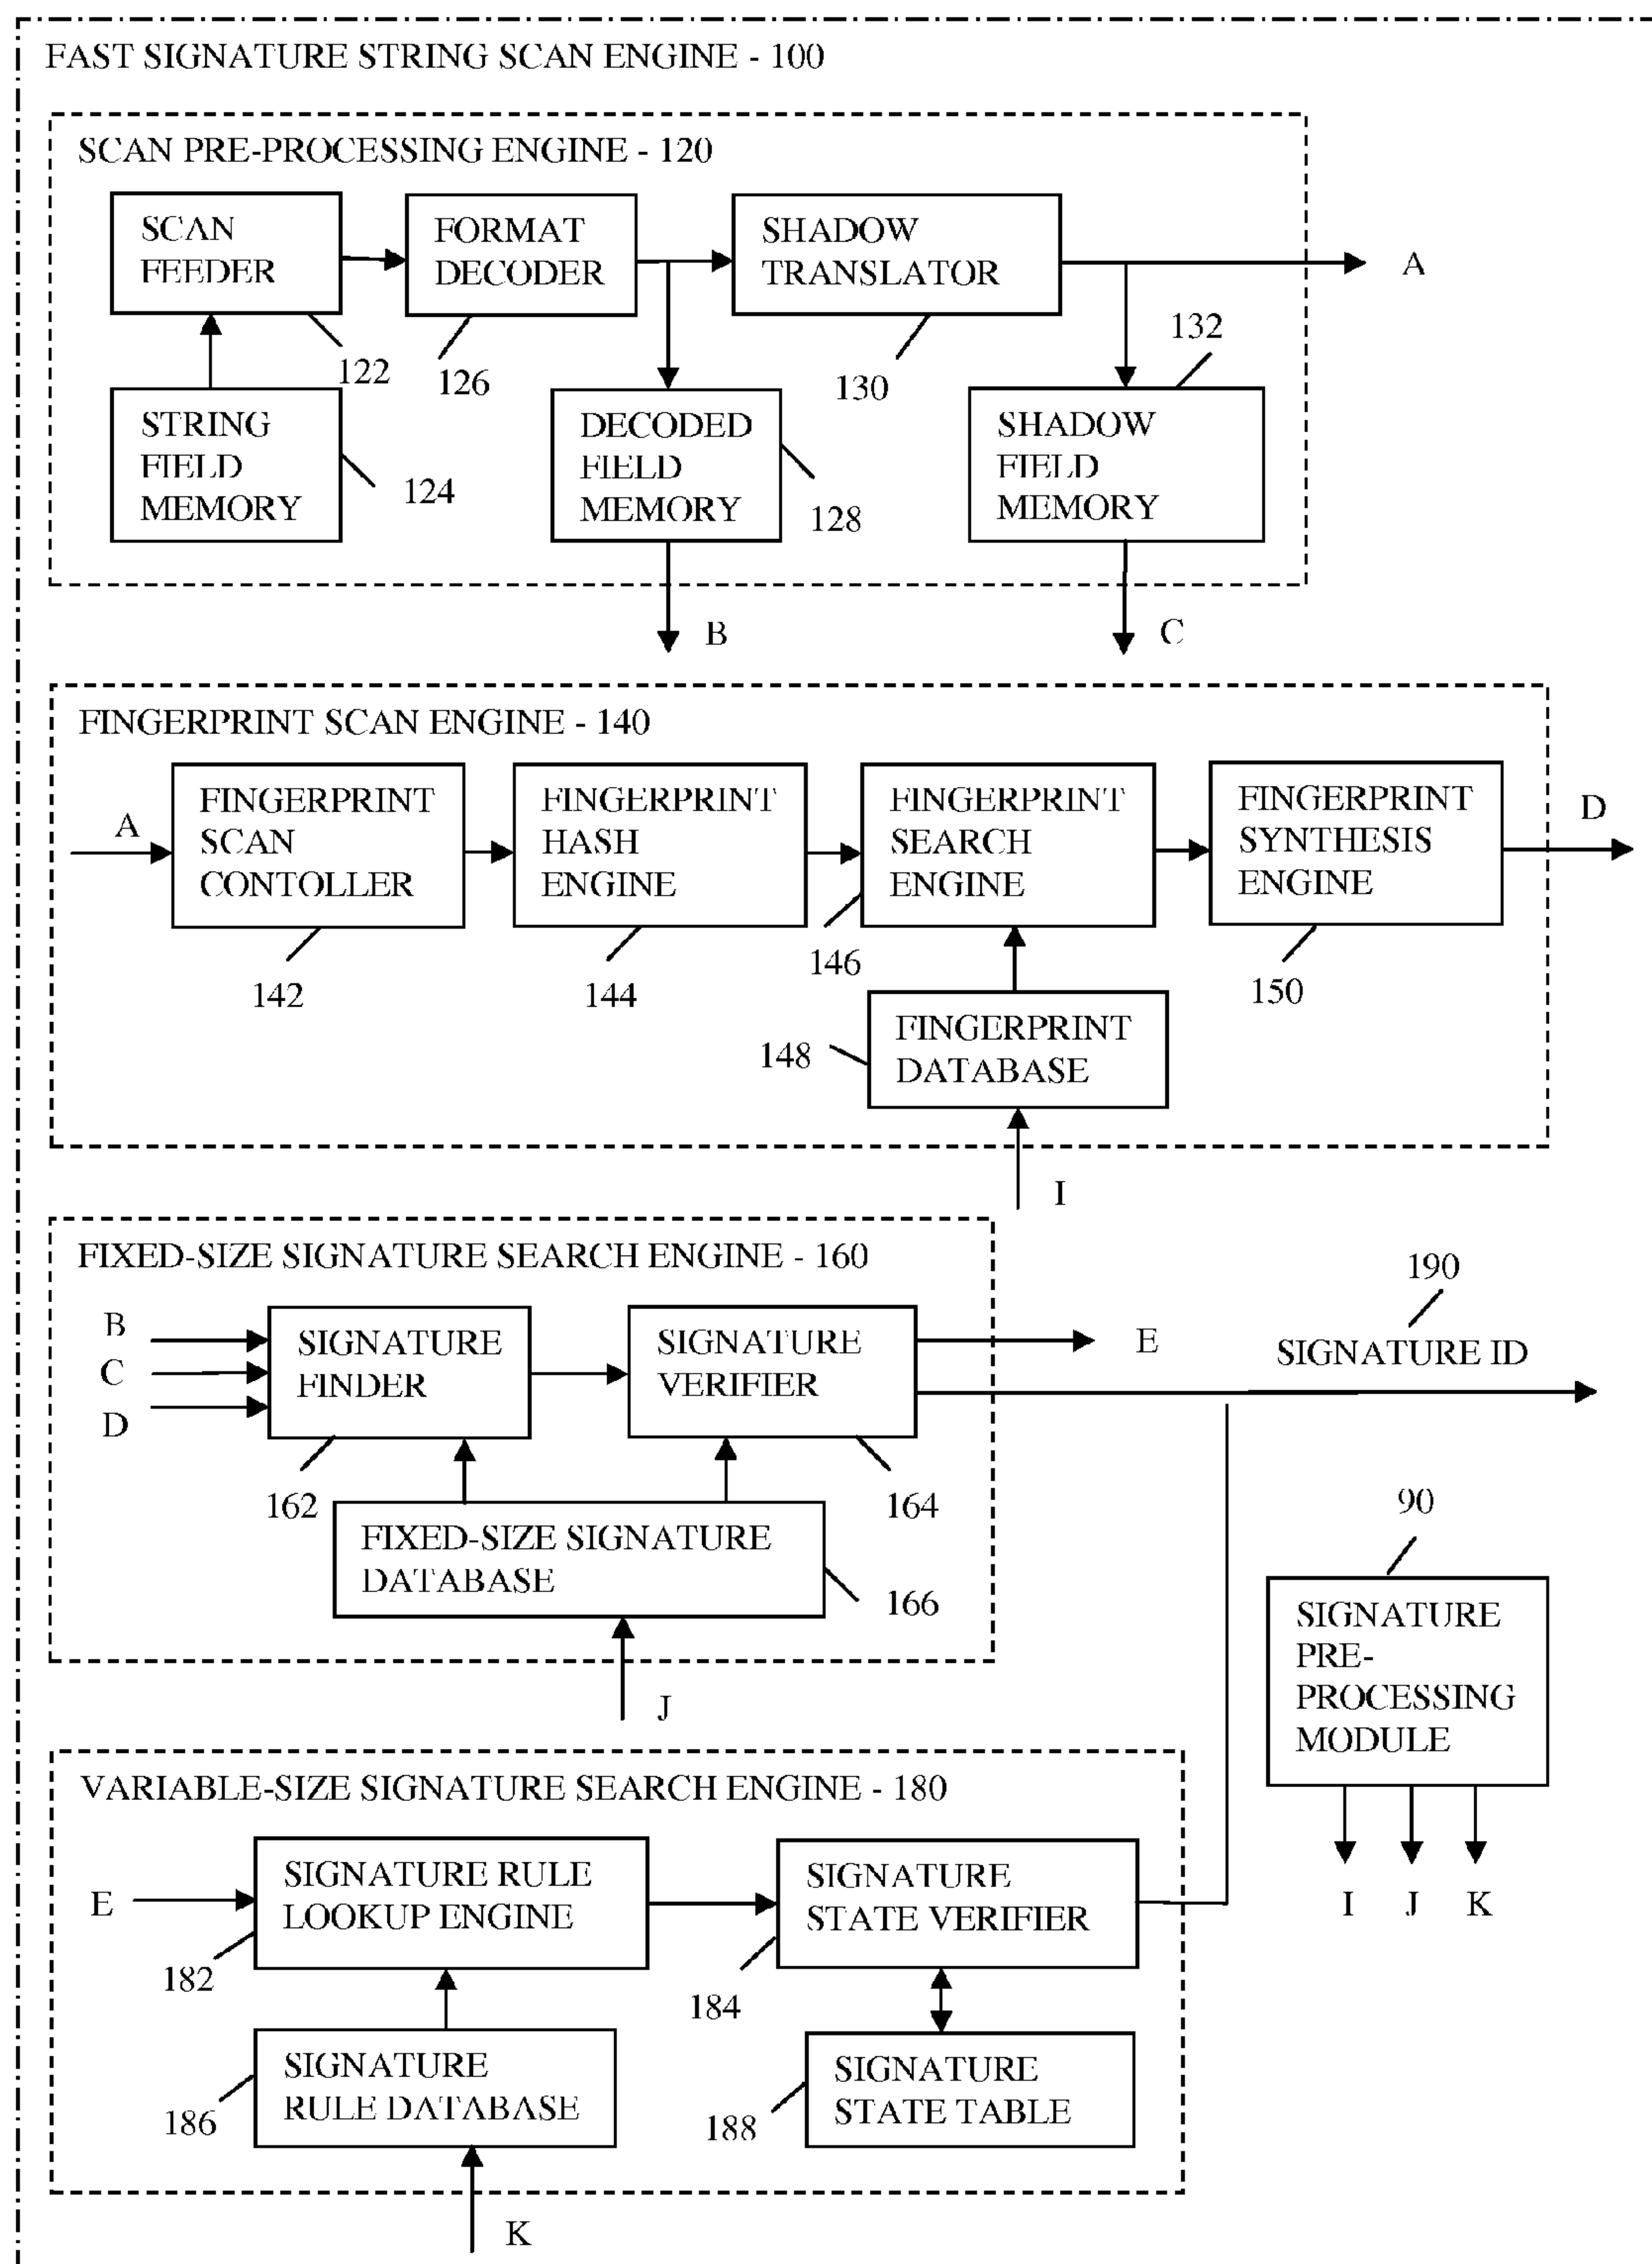 FAST SIGNATURE STRING SCAN ENGINE - 100
SCAN PRE-PROCESSING ENGINE - 120
SCAN
FEEDER
FORMAT
DECODER
SHADOW
TRANSLATOR
A
122
126
130
132
STRING
FIELD
MEMORY
124
DECODED
FIELD
MEMORY
128
SHADOW
FIELD
MEMORY
B
C
FINGERPRINT SCAN ENGINE - 140
A
FINGERPRINT
SCAN
CONTOLLER
FINGERPRINT
HASH
ENGINE
FINGERPRINT
SEARCH
ENGINE
FINGERPRINT
SYNTHESIS
ENGINE
D
142
144
146
150
148
FINGERPRINT
DATABASE
I
FIXED-SIZE SIGNATURE SEARCH ENGINE - 160
B
C
D
SIGNATURE
FINDER
SIGNATURE
VERIFIER
E
190
SIGNATURE ID
162
164
FIXED-SIZE SIGNATURE
DATABASE
166
J
90
SIGNATURE
PRE-
PROCESSING
MODULE
I J K
VARIABLE-SIZE SIGNATURE SEARCH ENGINE - 180
E
SIGNATURE RULE
LOOKUP ENGINE
SIGNATURE
STATE VERIFIER
182
184
SIGNATURE
RULE DATABASE
186
SIGNATURE
STATE TABLE
188
K